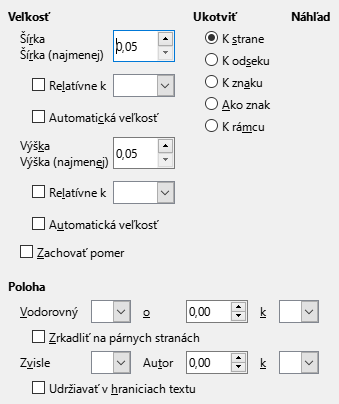 Veľkosť
Šírka
Šírka (najmenej)
0,05
Relatívne k
Automatická veľkosť
Výška
Výška (najmenej)
0,05
Relatívne k
Automatická veľkosť
Zachovať pomer
Ukotviť
K strane
K odseku
K znaku
Ako znak
K rámcu
Náhľad
Poloha
Vodorovný o 0,00 k
Zrkadliť na párnych stranách
Zvisle Autor 0,00 k
Udržiavať v hraniciach textu